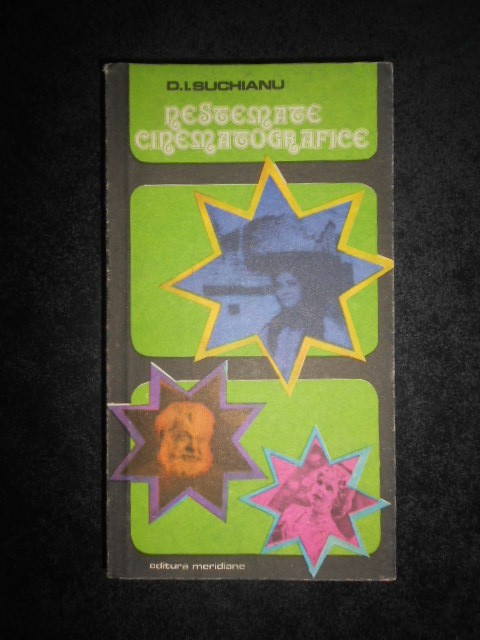 D.I.SUCHIANU
NESTEMATE
CINEMATOGRAFICE
editura meridiane